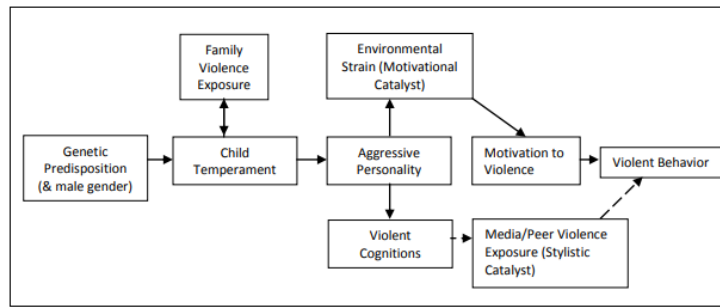 Family
Violence
Exposure
Environmental
Strain (Motivational
Catalyst)
Genetic
Predisposition
(& male gender)
Child
Temperament
Aggressive
Personality
Motivation to
Violence
Violent Behavior
Violent
Cognitions
Media/Peer Violence
Exposure (Stylistic
Catalyst)